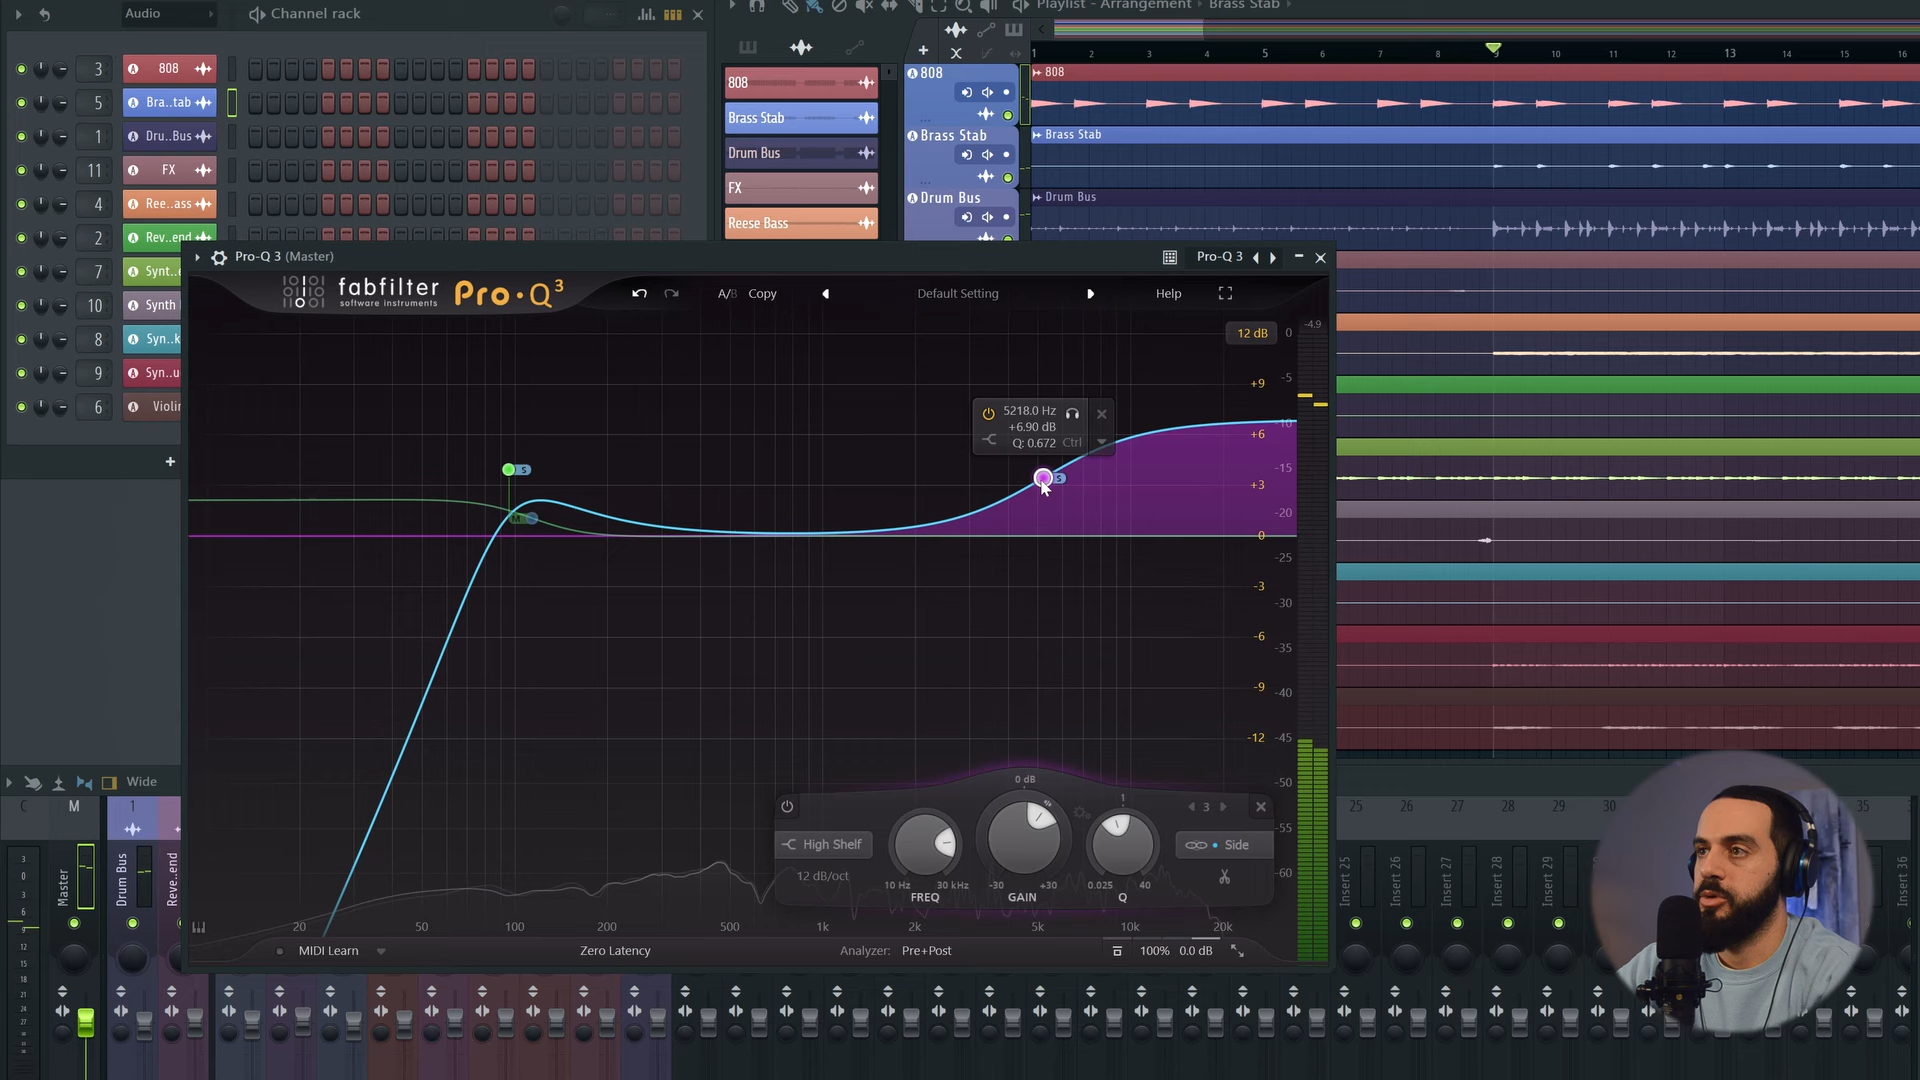 Audio
Channel rack
Playlist - Arrangement › Brass Stab ›
3 808
5 Bra..tab
1 Dru..Bus
11 FX
4 Ree..ass
2 Rev..end
7
10 Synth
8 Syn..k
9 Syn..u
6
808
Brass Stab
Drum Bus
FX
Reese Bass
808
Brass Stab
Drum Bus
1 2 3 4 5 6 7 8 10 11 12 13 14 15 16
808
Brass Stab
Drum Bus
Pro-Q 3 (Master)
Pro-Q 3
fabfilter
software instruments
Pro·Q3
A/B Copy
Default Setting
Help
12 dB
+9
+6
+3
0
-3
-6
-9
-12
-4.9
0
-5
-10
-15
-20
-25
-30
-35
-40
-45
-50
-55
-60
5218.0 Hz
+6.90 dB
Q: 0.672 Ctrl
S
S
0 dB
1
3
High Shelf
12 dB/oct
Side
10 Hz 30 kHz
-30 +30
0.025 40
FREQ GAIN Q
20 50 100 200 500 1k 2k 5k 10k 20k
MIDI Learn
Zero Latency
Analyzer: Pre+Post
100% 0.0 dB
Wide
C M 1
25 26 27 28 29 30 35
Master
Drum Bus
Reve..end
Insert 25
Insert 26
Insert 27
Insert 28
Insert 29